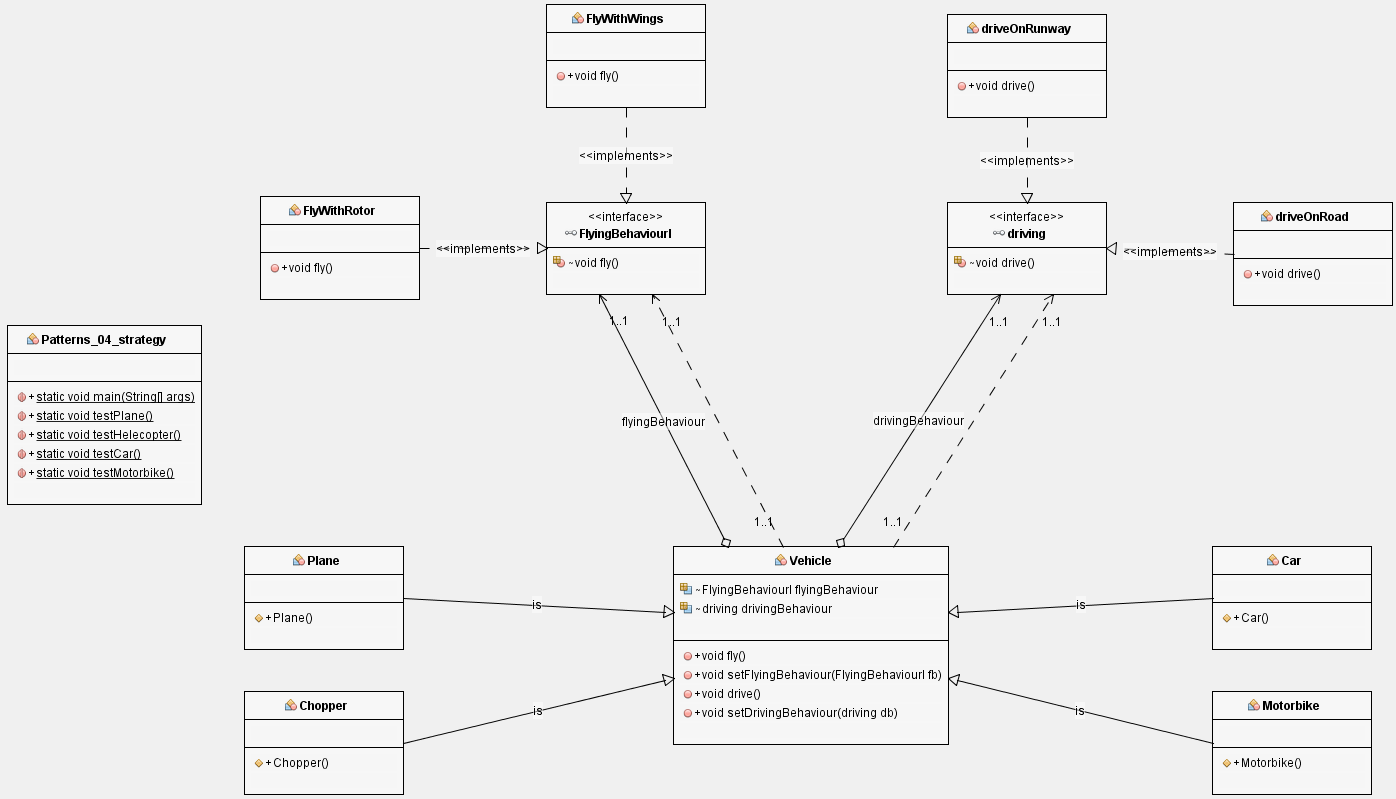 FlyWithWings
+void fly()
driveOnRunway
+void drive()
<<implements>>
<<implements>>
FlyWithRotor
+void fly()
<<implements>>
<<interface>>
FlyingBehaviourI
~void fly()
<<interface>>
driving
~void drive()
<<implements>>
driveOnRoad
+void drive()
1..1
1..1
1..1
1..1
Patterns_04_strategy
+static void main(String[] args)
+static void testPlane()
+static void testHelecopter()
+static void testCar()
+static void testMotorbike()
flyingBehaviour
drivingBehaviour
1..1
1..1
Plane
+Plane()
is
Vehicle
~FlyingBehaviourI flyingBehaviour
~driving drivingBehaviour
+void fly()
+void setFlyingBehaviour(FlyingBehaviourI fb)
+void drive()
+void setDrivingBehaviour(driving db)
is
Car
+Car()
Chopper
+Chopper()
is
is
Motorbike
+Motorbike()